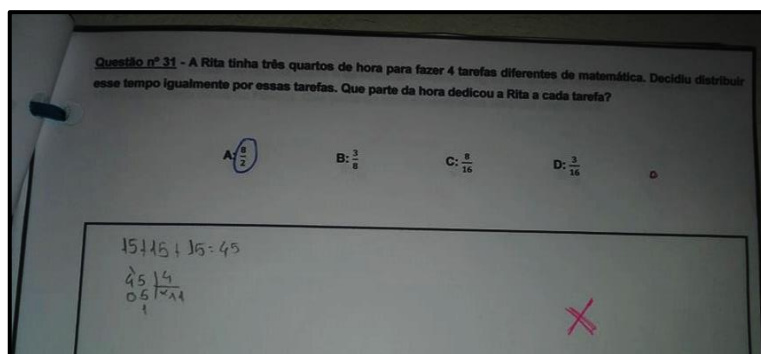 Questão nº 31 - A Rita tinha três quartos de hora para fazer 4 tarefas diferentes de matemática. Decidiu distribuir
esse tempo igualmente por essas tarefas. Que parte da hora dedicou a Rita a cada tarefa?
A: 8/2 B: 3/8 C: 8/16 D: 3/16
15+15+15=45
45 4
05 11
1